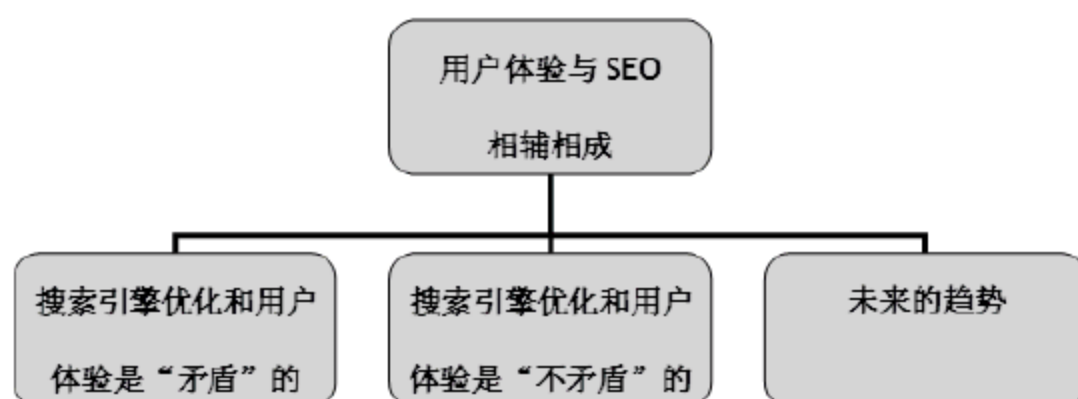 用户体验与 SEO
相辅相成
搜索引擎优化和用户
体验是“矛盾”的
搜索引擎优化和用户
体验是“不矛盾”的
未来的趋势